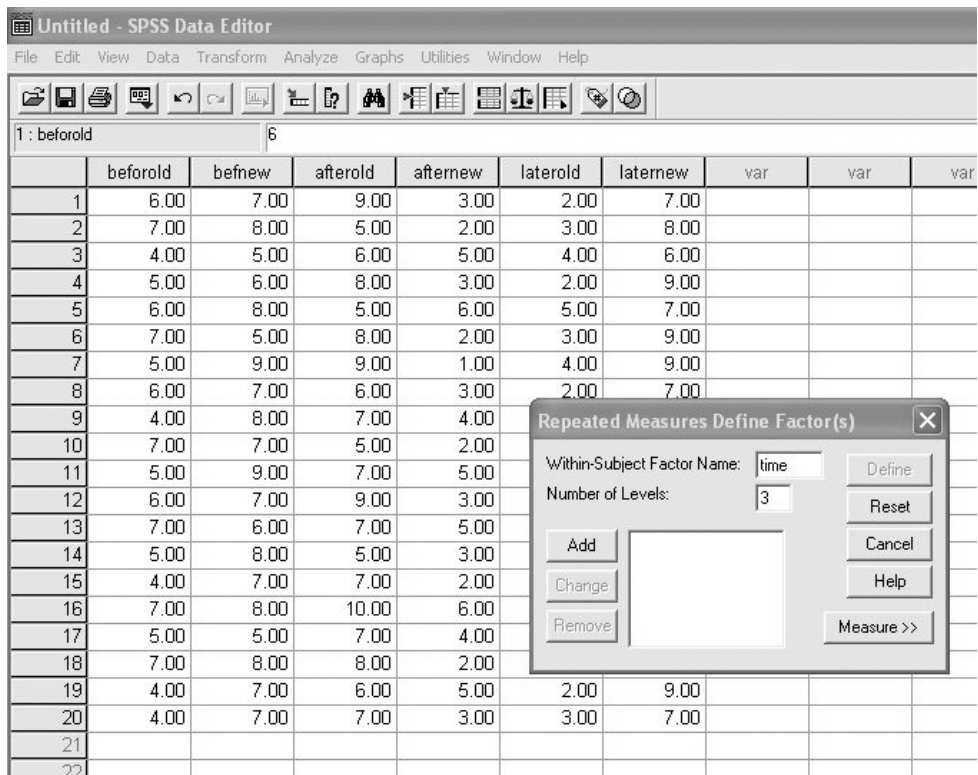 Untitled - SPSS Data Editor
File Edit View Data Transform Analyze Graphs Utilities Window Help
1 : beforold 6
beforold befnew afterold afternew laterold laternew var var var
1 6.00 7.00 9.00 3.00 2.00 7.00
2 7.00 8.00 5.00 2.00 3.00 8.00
3 4.00 5.00 6.00 5.00 4.00 6.00
4 5.00 6.00 8.00 3.00 2.00 9.00
5 6.00 8.00 5.00 6.00 5.00 7.00
6 7.00 5.00 8.00 2.00 3.00 9.00
7 5.00 9.00 9.00 1.00 4.00 9.00
8 6.00 7.00 6.00 3.00 2.00 7.00
9 4.00 8.00 7.00 4.00
10 7.00 7.00 5.00 2.00
11 5.00 9.00 7.00 5.00
12 6.00 7.00 9.00 3.00
13 7.00 6.00 7.00 5.00
14 5.00 8.00 5.00 3.00
15 4.00 7.00 7.00 2.00
16 7.00 8.00 10.00 6.00
17 5.00 5.00 7.00 4.00
18 7.00 8.00 8.00 2.00
19 4.00 7.00 6.00 5.00 2.00 9.00
20 4.00 7.00 7.00 3.00 3.00 7.00
21
22
Repeated Measures Define Factor(s)
Within-Subject Factor Name: time
Define
Number of Levels: 3
Reset
Add
Cancel
Change
Help
Remove
Measure >>